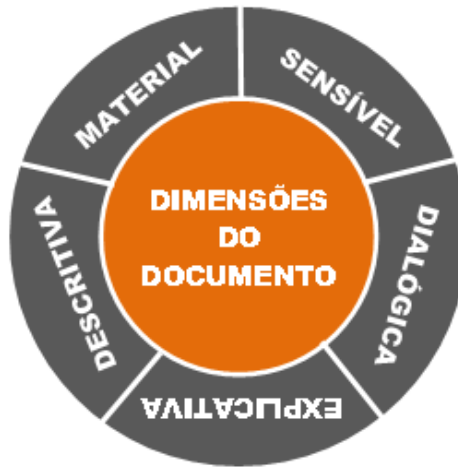 MATERIAL
SENSÍVEL
DIALÓGICA
EXPLICATIVA
DESCRITIVA
DIMENSÕES
DO
DOCUMENTO